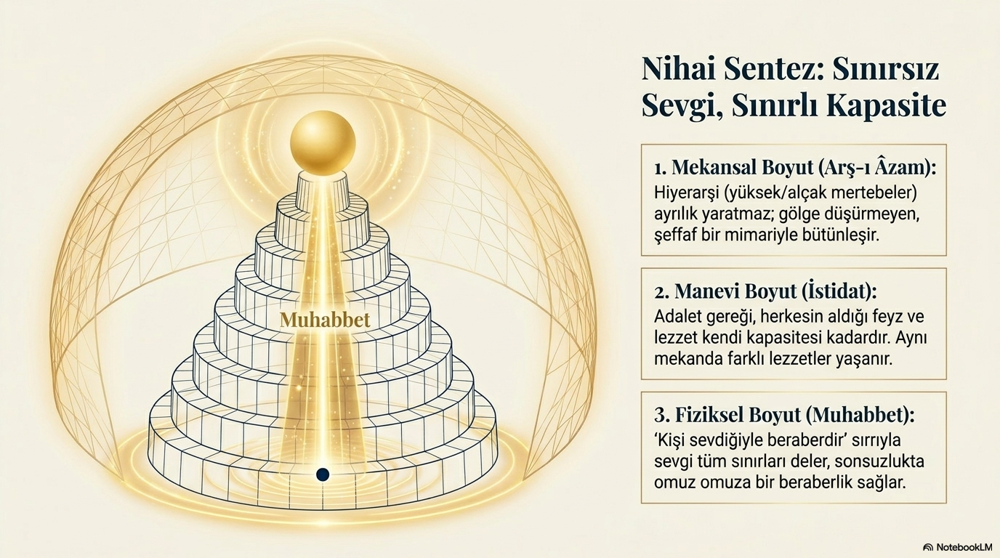 Nihai Sentez: Sınırsız
Sevgi, Sınırlı Kapasite
1. Mekansal Boyut (Arş-ı Âzam):
Hiyerarşi (yüksek/alçak mertebeler)
ayrılık yaratmaz; gölge düşürmeyen,
şeffaf bir mimariyle bütünleşir.
2. Manevi Boyut (İstidat):
Adalet gereği, herkesin aldığı feyz ve
lezzet kendi kapasitesi kadardır. Aynı
mekanda farklı lezzetler yaşanır.
3. Fiziksel Boyut (Muhabbet):
‘Kişi sevdiğiyle beraberdir’ sırrıyla
sevgi tüm sınırları deler, sonsuzlukta
omuz omuza bir beraberlik sağlar.
Muhabbet
NotebookLM